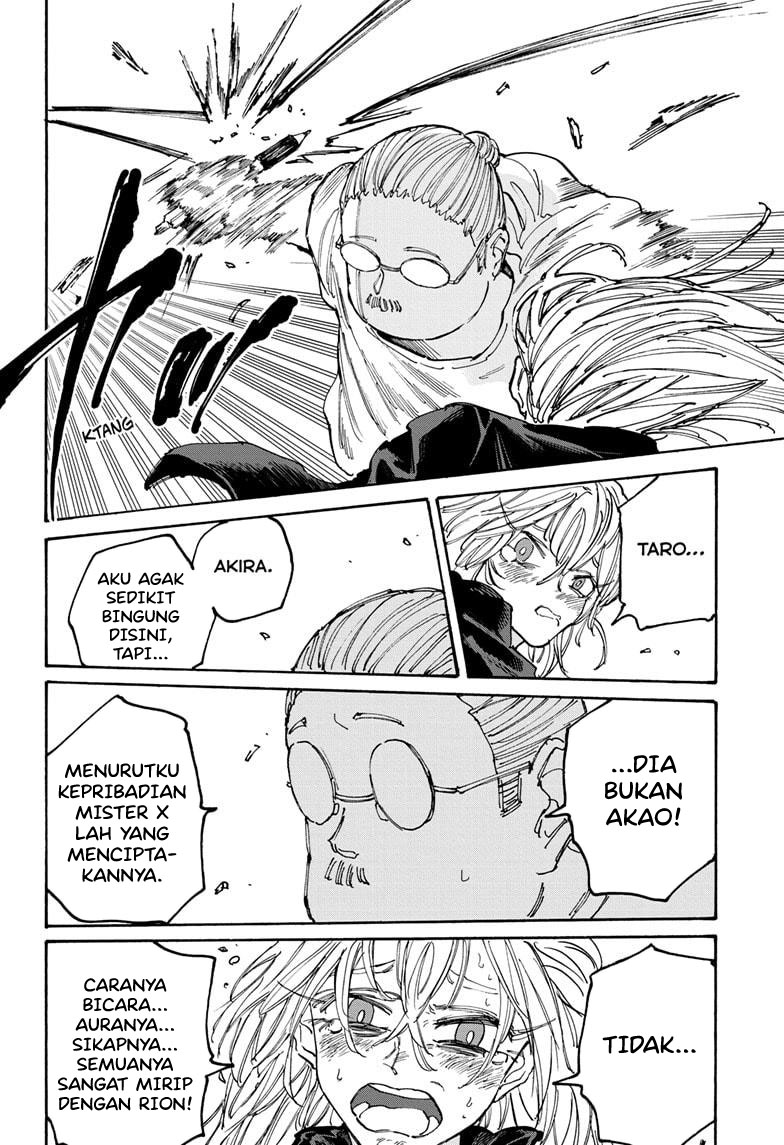 KTANG
TARO...
AKIRA.
AKU AGAK
SEDIKIT
BINGUNG
DISINI,
TAPI...
...DIA
BUKAN
AKAO!
MENURUTKU
KEPRIBADIAN
MISTER X
LAH YANG
MENCIPTA-
KANNYA.
TIDAK...
CARANYA
BICARA...
AURANYA...
SIKAPNYA...
SEMUANYA
SANGAT MIRIP
DENGAN RION!